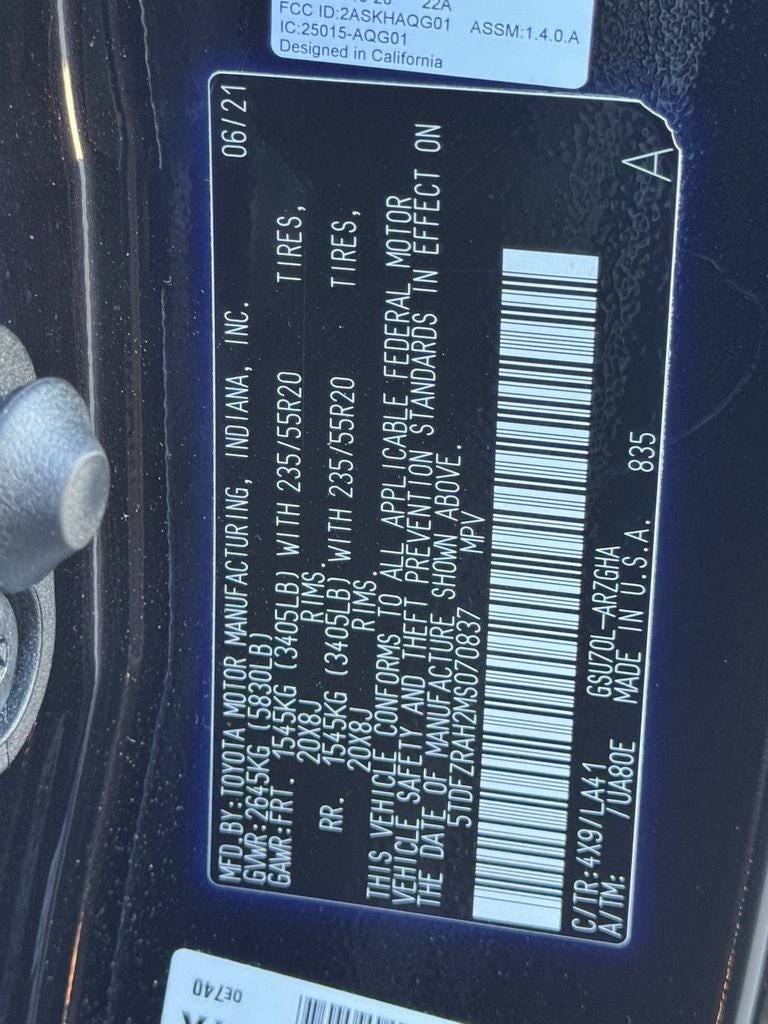 22A
FCC ID:2ASKHAQG01
IC:25015-AQG01 ASSM:1.4.0.A
Designed in California
MFD BY:TOYOTA MOTOR MANUFACTURING, INDIANA, INC. 06/21
GWVR:2645KG (5830LB)
GAWR:FRT. 1545KG (3405LB) WITH 235/55R20 TIRES,
20X8J RIMS.
RR. 1545KG (3405LB) WITH 235/55R20 TIRES,
20X8J RIMS.
THIS VEHICLE CONFORMS TO ALL APPLICABLE FEDERAL MOTOR
VEHICLE SAFETY AND THEFT PREVENTION STANDARDS IN EFFECT ON
THE DATE OF MANUFACTURE SHOWN ABOVE.
5TDFZRAH2MS070837 MPV
C/TR:4X9/LA41 GSU70L-ARZGHA
A/TM: /UA80E MADE IN U.S.A. 835 A
0E740